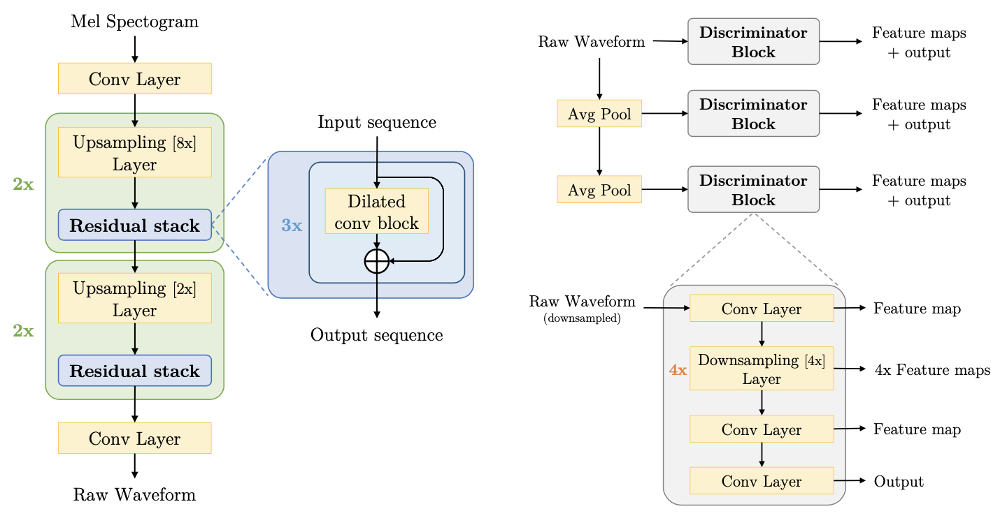 Mel Spectogram
Conv Layer
2x
Upsampling [8x]
Layer
Residual stack
2x
Upsampling [2x]
Layer
Residual stack
Conv Layer
Raw Waveform
Input sequence
3x
Dilated
conv block
Output sequence
Raw Waveform
Discriminator
Block
Feature maps
+ output
Avg Pool
Discriminator
Block
Feature maps
+ output
Avg Pool
Discriminator
Block
Feature maps
+ output
Raw Waveform
(downsampled)
Conv Layer
Feature map
4x
Downsampling [4x]
Layer
4x Feature maps
Conv Layer
Feature map
Conv Layer
Output